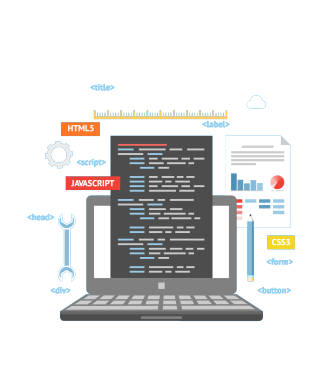 <title>
<label>
HTML5
<script>
JAVASCRIPT
<head>
CSS3
<form>
<div>
<button>